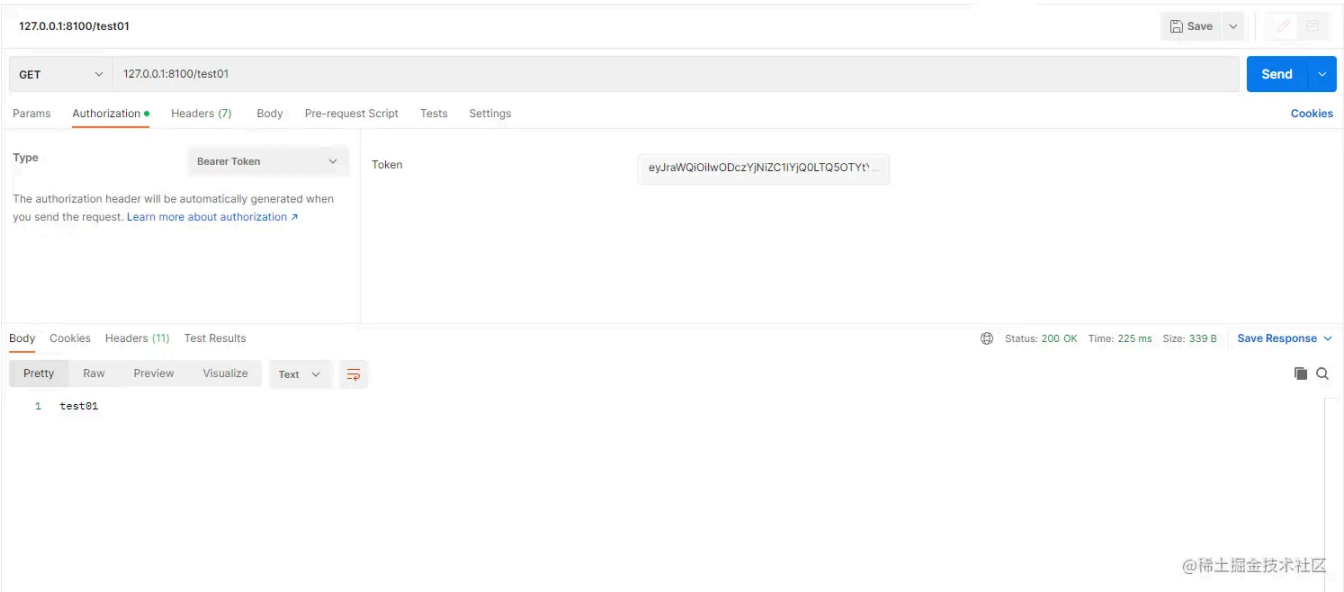 127.0.0.1:8100/test01
Save
GET 127.0.0.1:8100/test01 Send
Params Authorization Headers (7) Body Pre-request Script Tests Settings Cookies
Type Bearer Token Token eyJraWQiOiIwODczYjNiZC1lYjQ0LTQ5OTYtY...
The authorization header will be automatically generated when
you send the request. Learn more about authorization ↗
Body Cookies Headers (11) Test Results Status: 200 OK Time: 225 ms Size: 339 B Save Response
Pretty Raw Preview Visualize Text
1 test01
@稀土掘金技术社区